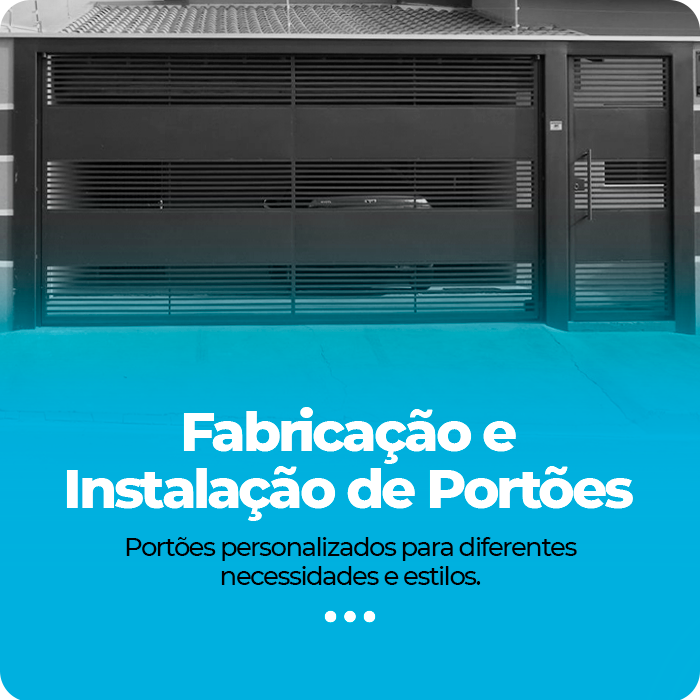 Fabricação e
Instalação de Portões
Portões personalizados para diferentes
necessidades e estilos.